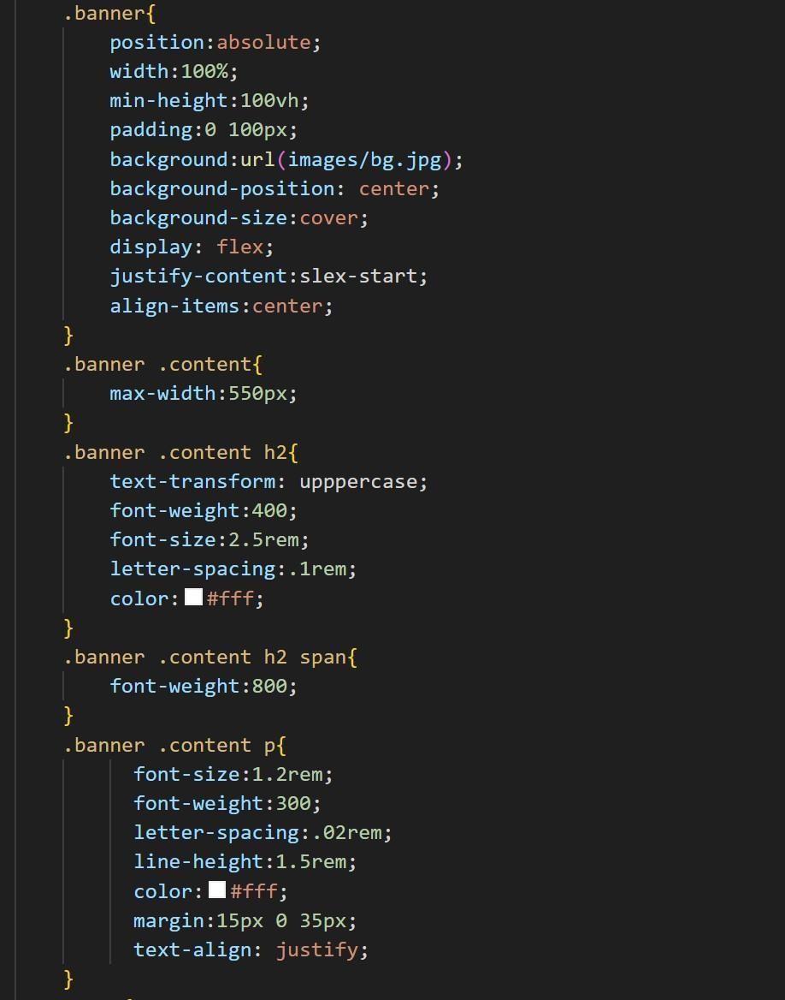 .banner{
position:absolute;
width:100%;
min-height:100vh;
padding:0 100px;
background:url(images/bg.jpg);
background-position: center;
background-size:cover;
display: flex;
justify-content:slex-start;
align-items:center;
}
.banner .content{
max-width:550px;
}
.banner .content h2{
text-transform: upppercase;
font-weight:400;
font-size:2.5rem;
letter-spacing:.1rem;
color:#fff;
}
.banner .content h2 span{
font-weight:800;
}
.banner .content p{
font-size:1.2rem;
font-weight:300;
letter-spacing:.02rem;
line-height:1.5rem;
color:#fff;
margin:15px 0 35px;
text-align: justify;
}